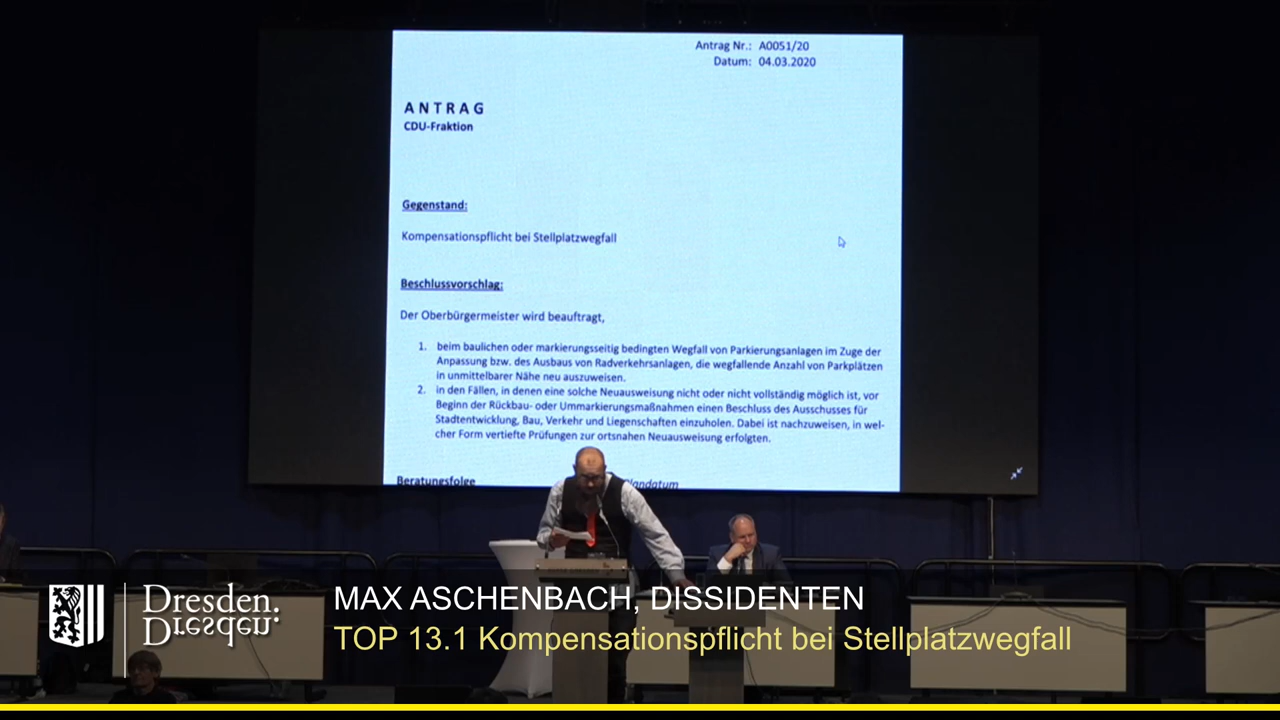 Antrag Nr.: A0051/20
Datum: 04.03.2020
ANTRAG
CDU-Fraktion
Gegenstand:
Kompensationspflicht bei Stellplatzwegfall
Beschlussvorschlag:
Der Oberbürgermeister wird beauftragt,
1. beim baulichen oder markierungsseitig bedingten Wegfall von Parkierungsanlagen im Zuge der
Anpassung bzw. des Ausbaus von Radverkehrsanlagen, die wegfallende Anzahl von Parkplätzen
in unmittelbarer Nähe neu auszuweisen.
2. in den Fällen, in denen eine solche Neuausweisung nicht oder nicht vollständig möglich ist, vor
Beginn der Rückbau- oder Ummarkierungsmaßnahmen einen Beschluss des Ausschusses für
Stadtentwicklung, Bau, Verkehr und Liegenschaften einzuholen. Dabei ist nachzuweisen, in wel-
cher Form vertiefte Prüfungen zur ortsnahen Neuausweisung erfolgten.
Beratungsfolge landatum
Dresden.
Dresden.
MAX ASCHENBACH, DISSIDENTEN
TOP 13.1 Kompensationspflicht bei Stellplatzwegfall